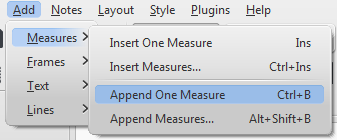 Add Notes Layout Style Plugins Help
Measures
Insert One Measure Ins
Frames
Insert Measures... Ctrl+Ins
Text
Append One Measure Ctrl+B
Lines
Append Measures... Alt+Shift+B